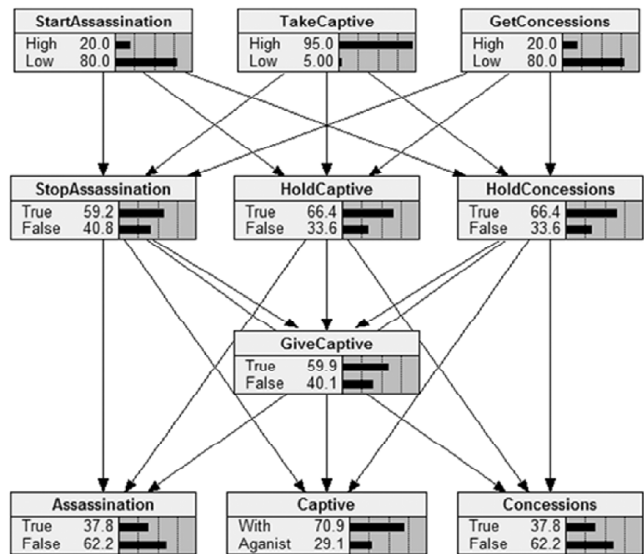 StartAssassination TakeCaptive GetConcessions
High 20.0 High 95.0 High 20.0
Low 80.0 Low 5.00 Low 80.0
StopAssassination HoldCaptive HoldConcessions
True 59.2 True 66.4 True 66.4
False 40.8 False 33.6 False 33.6
GiveCaptive
True 59.9
False 40.1
Assassination Captive Concessions
True 37.8 With 70.9 True 37.8
False 62.2 Aganist 29.1 False 62.2